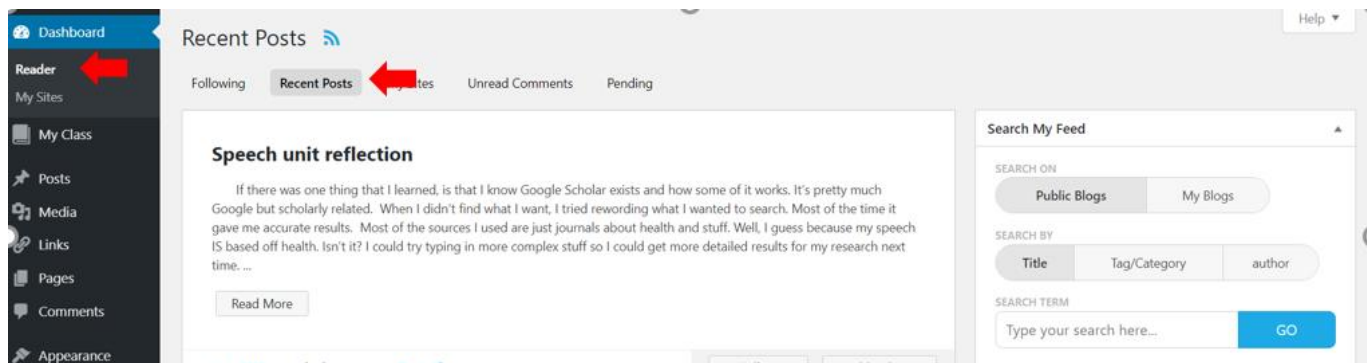 Dashboard
Reader
My Sites
My Class
Posts
Media
Links
Pages
Comments
Appearance
Help
Recent Posts
Following
Recent Posts
Unread Comments
Pending
Speech unit reflection
If there was one thing that I learned, is that I know Google Scholar exists and how some of it works. It's pretty much
Google but scholarly related. When I didn't find what I want, I tried rewording what I wanted to search. Most of the time it
gave me accurate results. Most of the sources I used are just journals about health and stuff. Well, I guess because my speech
IS based off health. Isn't it? I could try typing in more complex stuff so I could get more detailed results for my research next
time. ...
Read More
Search My Feed
SEARCH ON
Public Blogs
My Blogs
SEARCH BY
Title
Tag/Category
author
SEARCH TERM
Type your search here...
GO